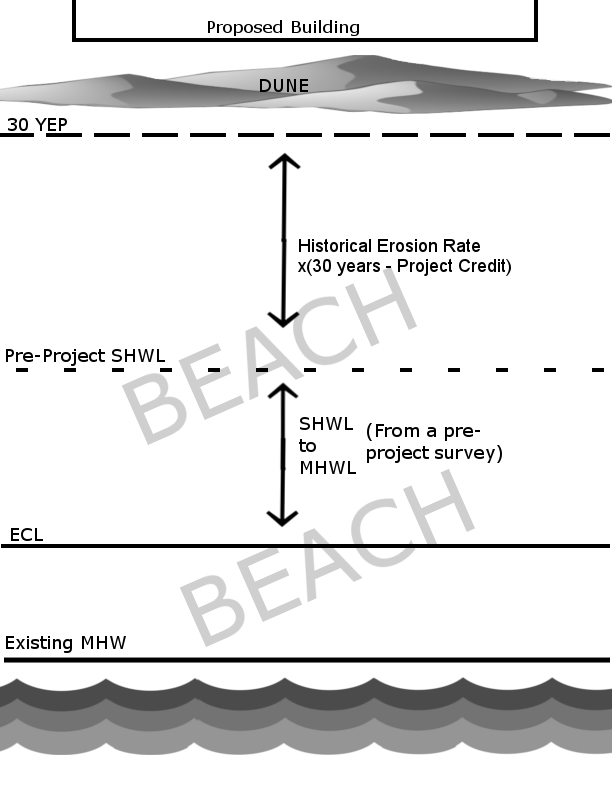 Proposed Building
DUNE
30 YEP
Historical Erosion Rate
x(30 years - Project Credit)
BEACH
Pre-Project SHWL
SHWL
to
MHWL
(From a pre-
project survey)
ECL
BEACH
Existing MHW